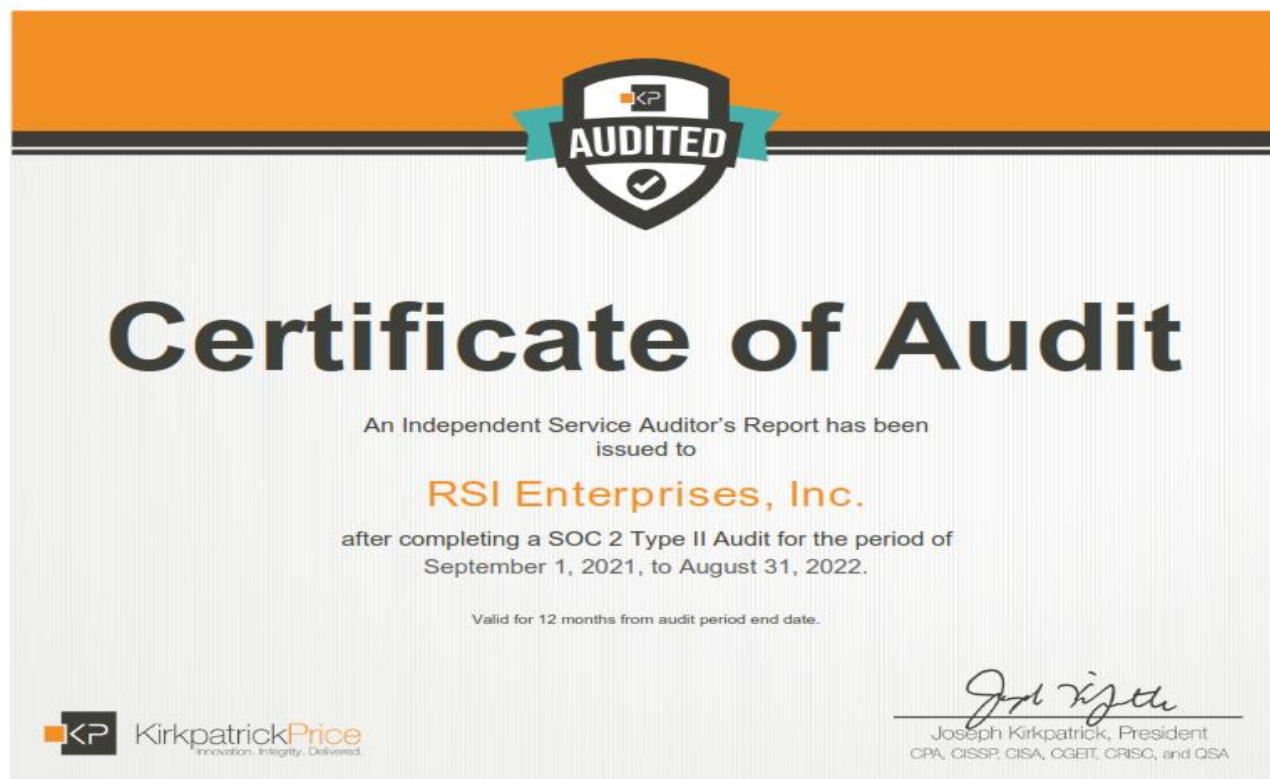 KP
AUDITED
Certificate of Audit
An Independent Service Auditor's Report has been
issued to
RSI Enterprises, Inc.
after completing a SOC 2 Type II Audit for the period of
September 1, 2021, to August 31, 2022.
Valid for 12 months from audit period end date.
KP KirkpatrickPrice
Innovation. Integrity. Delivered.
Joseph Kirkpatrick, President
CPA, CISSP, CISA, CGEIT, CRISC, and QSA